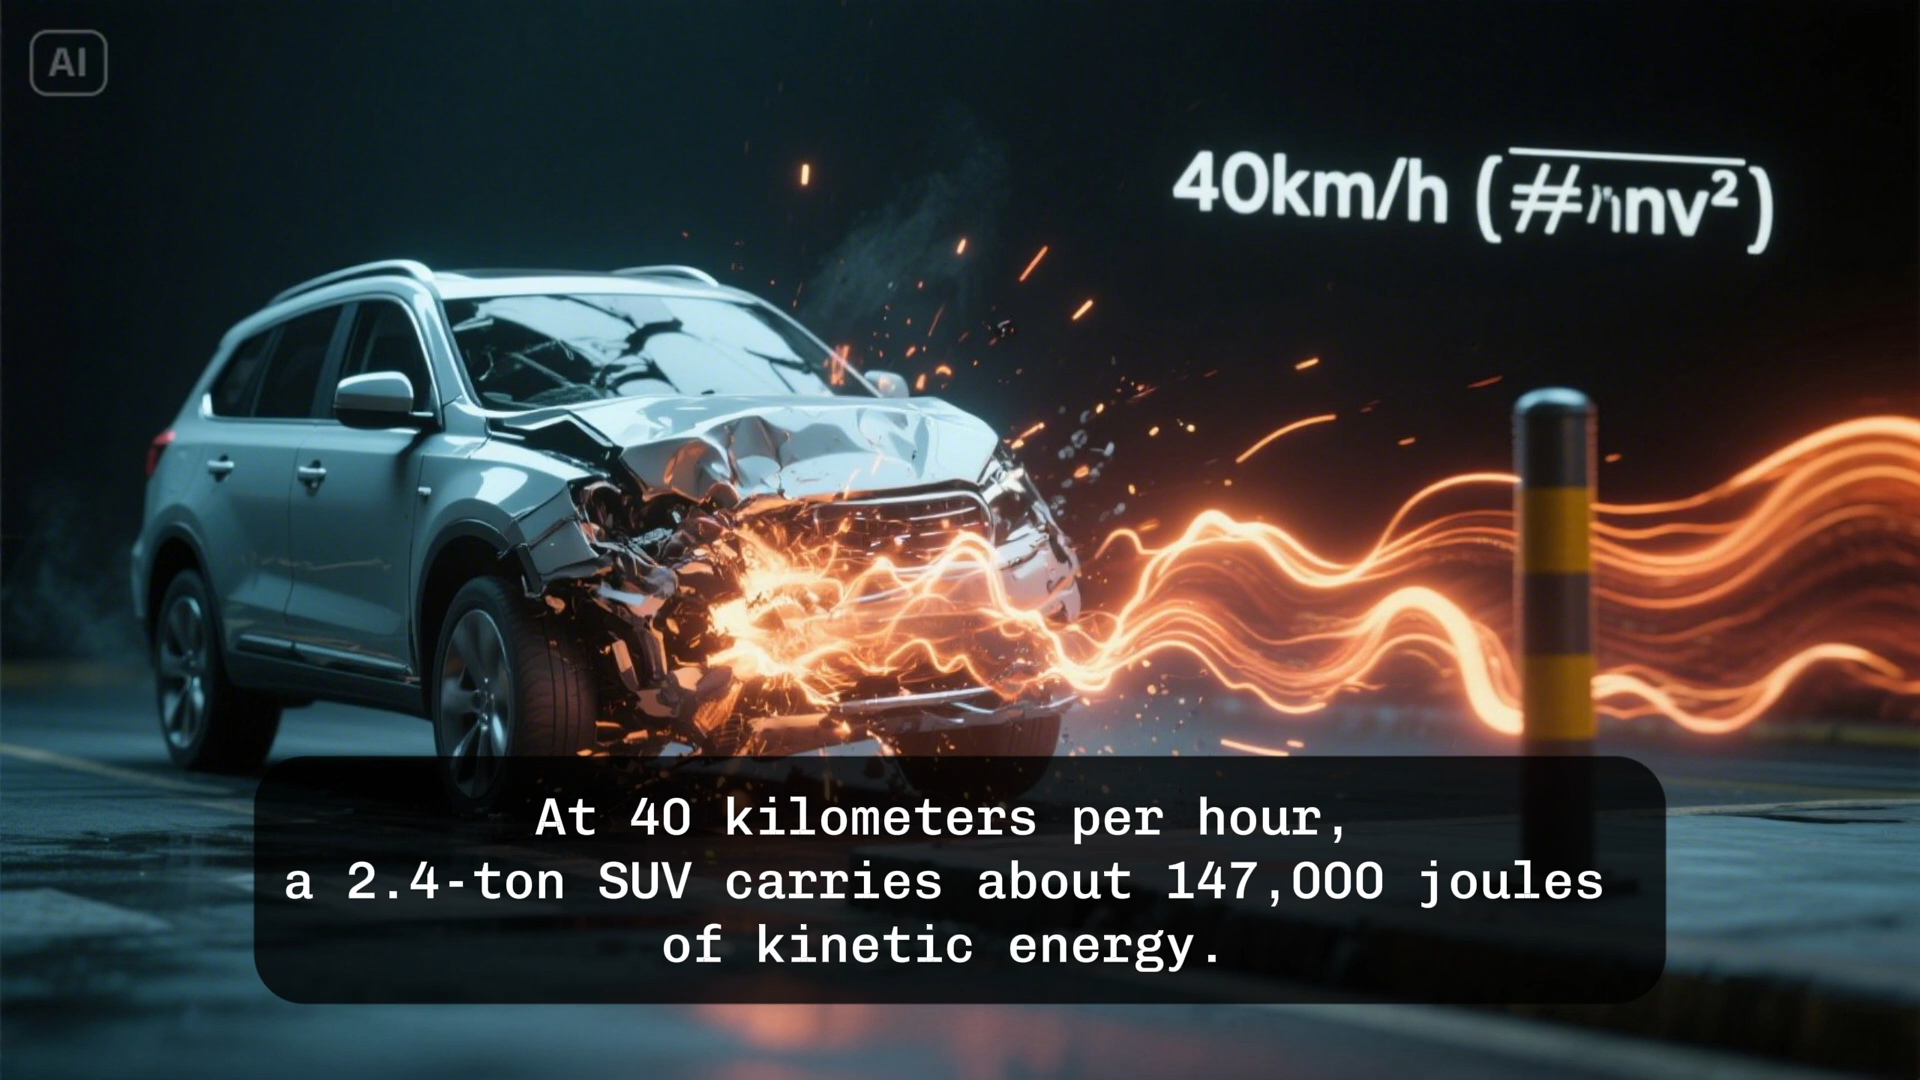 AI
40km/h (#nnv²)
At 40 kilometers per hour,
a 2.4-ton SUV carries about 147,000 joules
of kinetic energy.